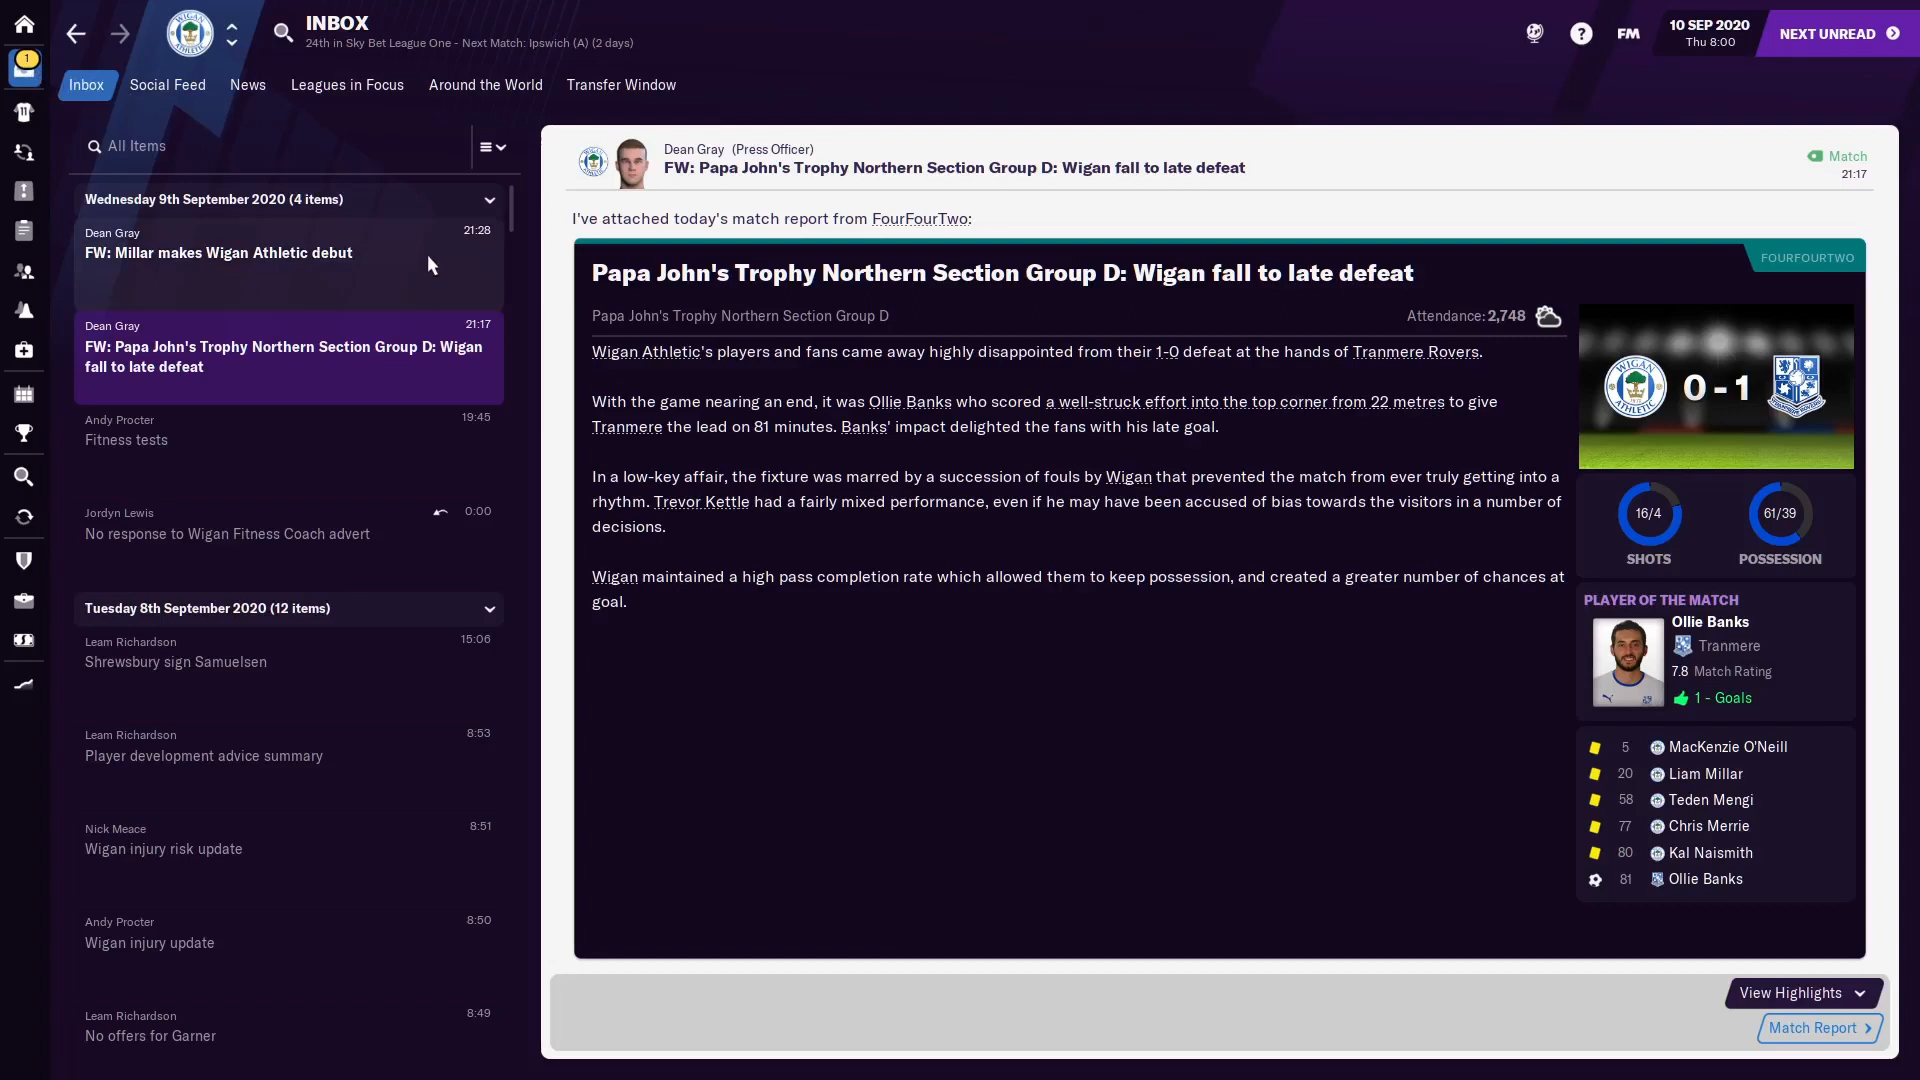 INBOX
24th in Sky Bet League One - Next Match: Ipswich (A) (2 days)
1
FM
10 SEP 2020
Thu 8:00
NEXT UNREAD
Inbox
Social Feed
News
Leagues in Focus
Around the World
Transfer Window
All Items
Wednesday 9th September 2020 (4 items)
Dean Gray
21:28
FW: Millar makes Wigan Athletic debut
Dean Gray
21:17
FW: Papa John's Trophy Northern Section Group D: Wigan
fall to late defeat
Andy Procter
19:45
Fitness tests
Jordyn Lewis
0:00
No response to Wigan Fitness Coach advert
Tuesday 8th September 2020 (12 items)
Leam Richardson
15:06
Shrewsbury sign Samuelsen
Leam Richardson
8:53
Player development advice summary
Nick Meace
8:51
Wigan injury risk update
Andy Procter
8:50
Wigan injury update
Leam Richardson
8:49
No offers for Garner
Dean Gray (Press Officer)
FW: Papa John's Trophy Northern Section Group D: Wigan fall to late defeat
Match
21:17
I've attached today's match report from FourFourTwo:
FOURFOURTWO
Papa John's Trophy Northern Section Group D: Wigan fall to late defeat
Papa John's Trophy Northern Section Group D
Attendance: 2,748
Wigan Athletic's players and fans came away highly disappointed from their 1-0 defeat at the hands of Tranmere Rovers.
With the game nearing an end, it was Ollie Banks who scored a well-struck effort into the top corner from 22 metres to give
Tranmere the lead on 81 minutes. Banks' impact delighted the fans with his late goal.
In a low-key affair, the fixture was marred by a succession of fouls by Wigan that prevented the match from ever truly getting into a
rhythm. Trevor Kettle had a fairly mixed performance, even if he may have been accused of bias towards the visitors in a number of
decisions.
Wigan maintained a high pass completion rate which allowed them to keep possession, and created a greater number of chances at
goal.
0 - 1
16/4
SHOTS
61/39
POSSESSION
PLAYER OF THE MATCH
Ollie Banks
Tranmere
7.8 Match Rating
1 - Goals
5 MacKenzie O'Neill
20 Liam Millar
58 Teden Mengi
77 Chris Merrie
80 Kal Naismith
81 Ollie Banks
View Highlights
Match Report